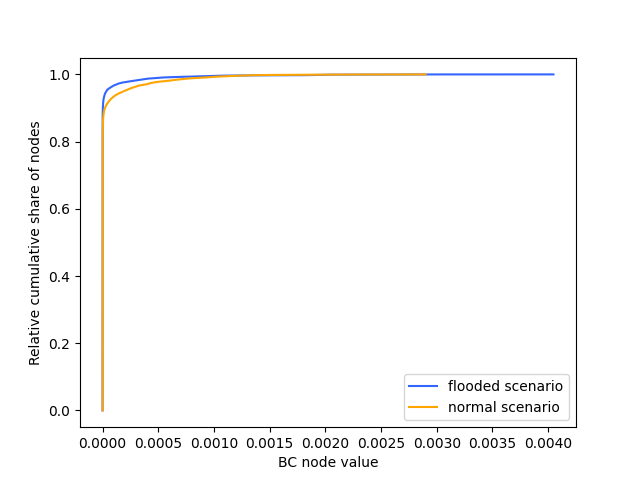 1.0
0.8
0.6
0.4
0.2
0.0
Relative cumulative share of nodes
flooded scenario
normal scenario
0.0000 0.0005 0.0010 0.0015 0.0020 0.0025 0.0030 0.0035 0.0040
BC node value